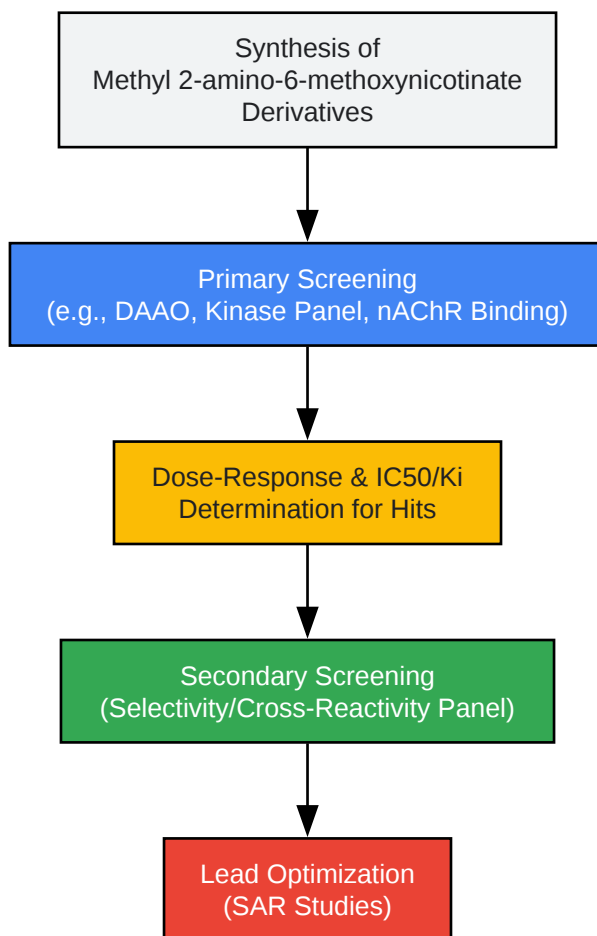 Synthesis of
Methyl 2-amino-6-methoxynicotinate
Derivatives
Primary Screening
(e.g., DAAO, Kinase Panel, nAChR Binding)
Dose-Response & IC50/Ki
Determination for Hits
Secondary Screening
(Selectivity/Cross-Reactivity Panel)
Lead Optimization
(SAR Studies)